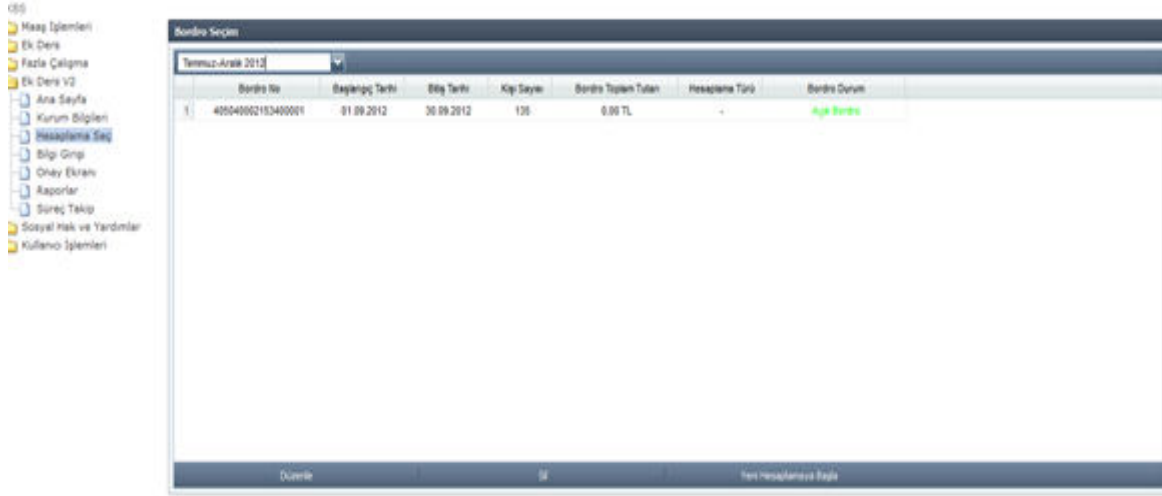 KBS
Maaş İşlemleri
Ek Ders
Fazla Çalışma
Ek Ders V2
Ana Sayfa
Kurum Bilgileri
Hesaplama Seç
Bilgi Girişi
Onay Ekranı
Raporlar
Süreç Takip
Sosyal Hak ve Yardımlar
Kullanıcı İşlemleri
Bordro Seçim
Temmuz-Aralık 2012
Bordro No Başlangıç Tarihi Bitiş Tarihi Kişi Sayısı Bordro Toplam Tutarı Hesaplama Türü Bordro Durum
1 01.09.2012 30.09.2012 135 0,00 TL - Açık Bordro
Düzenle Sil Yeni Hesaplamaya Başla